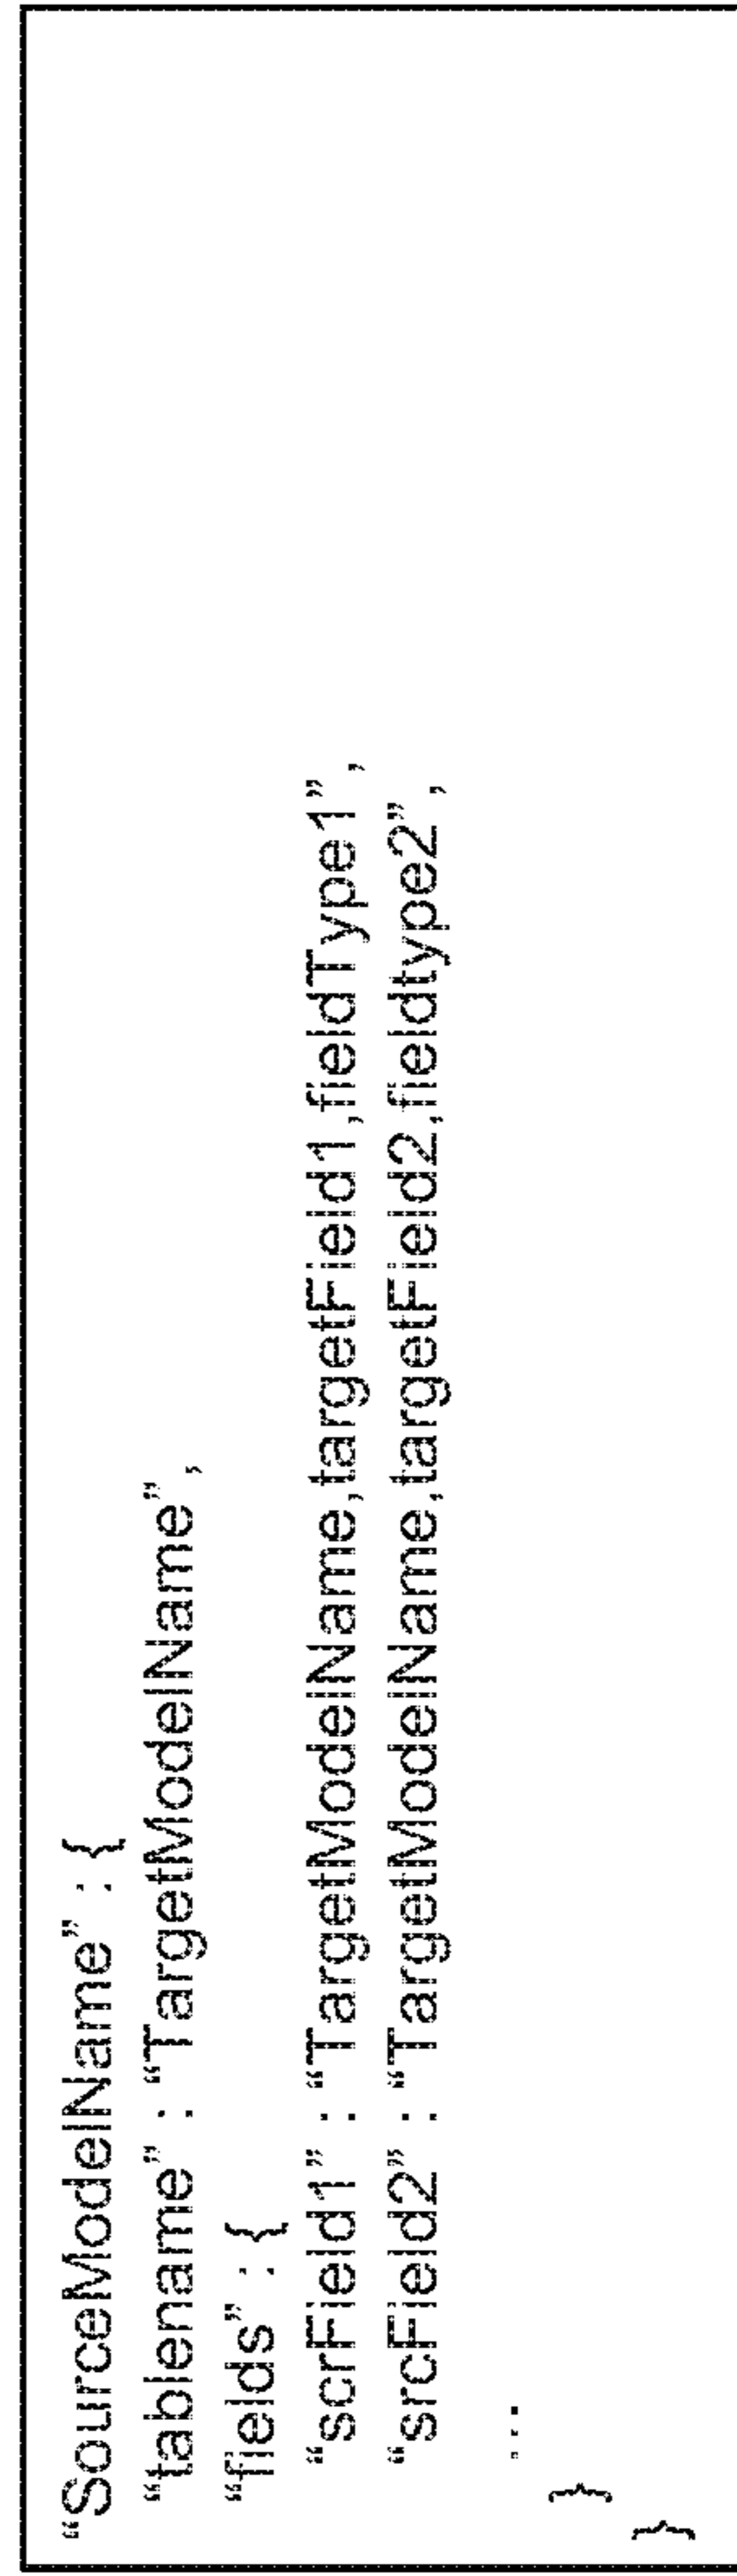 “SourceModelName” : {
“tablename” : “TargetModelName”,
“fields” : {
“scrField1” : “TargetModelName,targetField1,fieldType1”,
“srcField2” : “TargetModelName,targetField2,fieldtype2”,
...
}
}